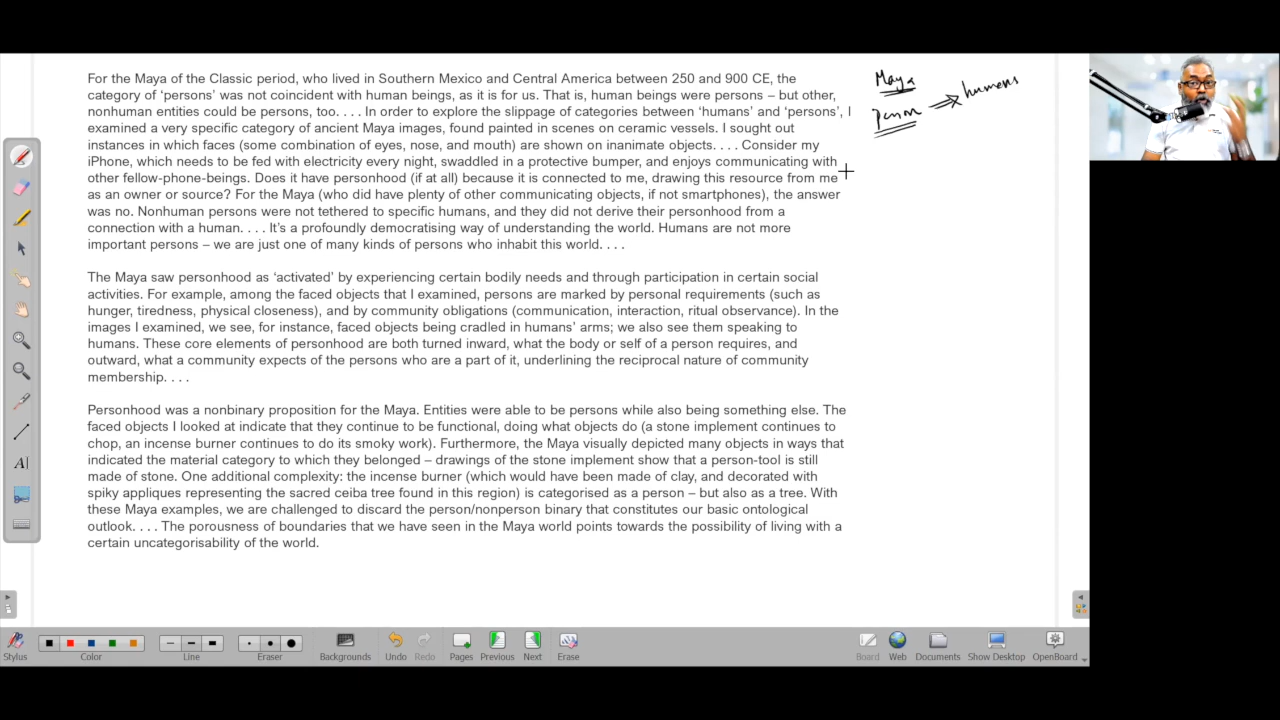 For the Maya of the Classic period, who lived in Southern Mexico and Central America between 250 and 900 CE, the
category of ‘persons’ was not coincident with human beings, as it is for us. That is, human beings were persons – but other,
nonhuman entities could be persons, too. . . . In order to explore the slippage of categories between ‘humans’ and ‘persons’, I
examined a very specific category of ancient Maya images, found painted in scenes on ceramic vessels. I sought out
instances in which faces (some combination of eyes, nose, and mouth) are shown on inanimate objects. . . . Consider my
iPhone, which needs to be fed with electricity every night, swaddled in a protective bumper, and enjoys communicating with
other fellow-phone-beings. Does it have personhood (if at all) because it is connected to me, drawing this resource from me
as an owner or source? For the Maya (who did have plenty of other communicating objects, if not smartphones), the answer
was no. Nonhuman persons were not tethered to specific humans, and they did not derive their personhood from a
connection with a human. . . . It’s a profoundly democratising way of understanding the world. Humans are not more
important persons – we are just one of many kinds of persons who inhabit this world. . . .
The Maya saw personhood as ‘activated’ by experiencing certain bodily needs and through participation in certain social
activities. For example, among the faced objects that I examined, persons are marked by personal requirements (such as
hunger, tiredness, physical closeness), and by community obligations (communication, interaction, ritual observance). In the
images I examined, we see, for instance, faced objects being cradled in humans’ arms; we also see them speaking to
humans. These core elements of personhood are both turned inward, what the body or self of a person requires, and
outward, what a community expects of the persons who are a part of it, underlining the reciprocal nature of community
membership. . . .
Personhood was a nonbinary proposition for the Maya. Entities were able to be persons while also being something else. The
faced objects I looked at indicate that they continue to be functional, doing what objects do (a stone implement continues to
chop, an incense burner continues to do its smoky work). Furthermore, the Maya visually depicted many objects in ways that
indicated the material category to which they belonged – drawings of the stone implement show that a person-tool is still
made of stone. One additional complexity: the incense burner (which would have been made of clay, and decorated with
spiky appliques representing the sacred ceiba tree found in this region) is categorised as a person – but also as a tree. With
these Maya examples, we are challenged to discard the person/nonperson binary that constitutes our basic ontological
outlook. . . . The porousness of boundaries that we have seen in the Maya world points towards the possibility of living with a
certain uncategorisability of the world.
Maya
person
humans
Stylus
Color
Line
Eraser
Backgrounds
Undo
Redo
Pages
Previous
Next
Erase
Board
Web
Documents
Show Desktop
OpenBoard